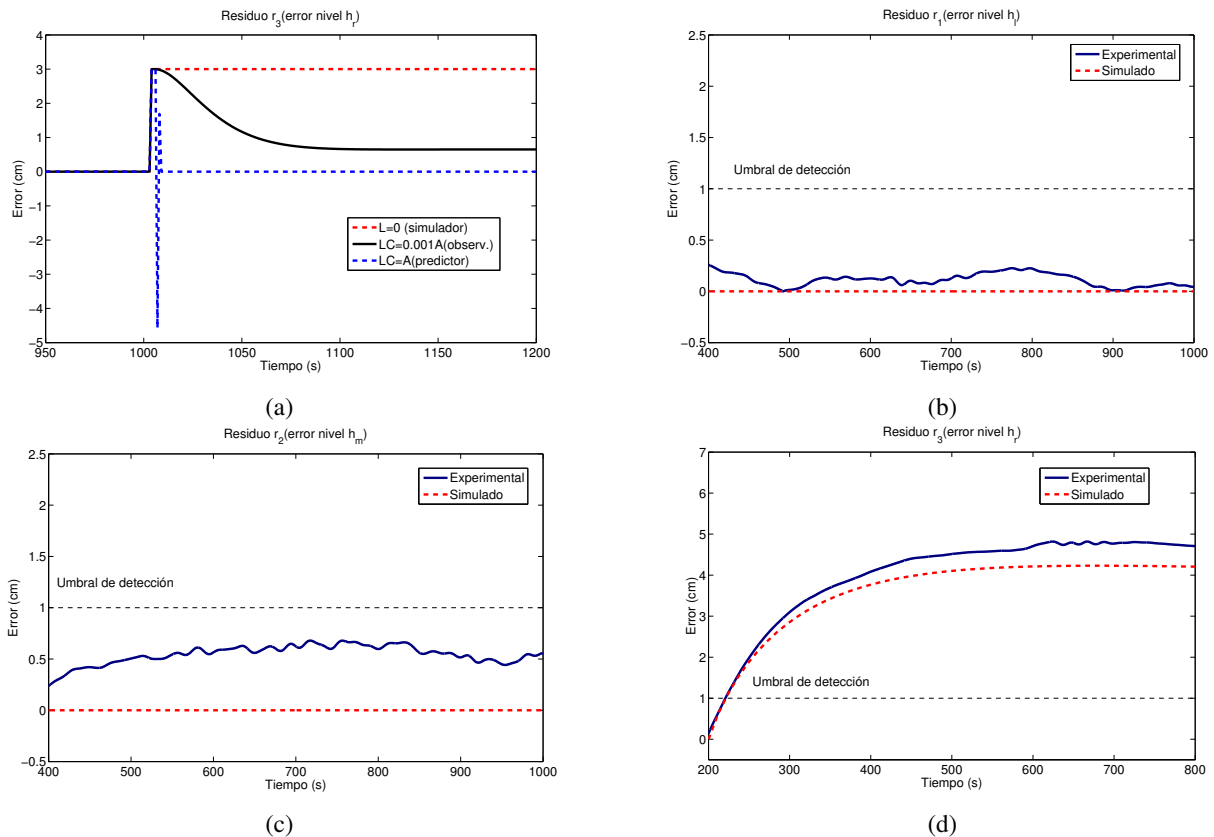 Residuo r3(error nivel hr)
4
3
2
1
0
−1
−2
−3
−4
−5
Error (cm)
L=0 (simulador)
LC=0.001A(observ.)
LC=A(predictor)
950 1000 1050 1100 1150 1200
Tiempo (s)
(a)
Residuo r1(error nivel hl)
2.5
2
1.5
1
0.5
0
−0.5
Error (cm)
Experimental
Simulado
Umbral de detección
400 500 600 700 800 900 1000
Tiempo (s)
(b)
Residuo r2(error nivel hm)
2.5
2
1.5
1
0.5
0
−0.5
Error (cm)
Experimental
Simulado
Umbral de detección
400 500 600 700 800 900 1000
Tiempo (s)
(c)
Residuo r3(error nivel hr)
7
6
5
4
3
2
1
0
Error (cm)
Experimental
Simulado
Umbral de detección
200 300 400 500 600 700 800
Tiempo (s)
(d)